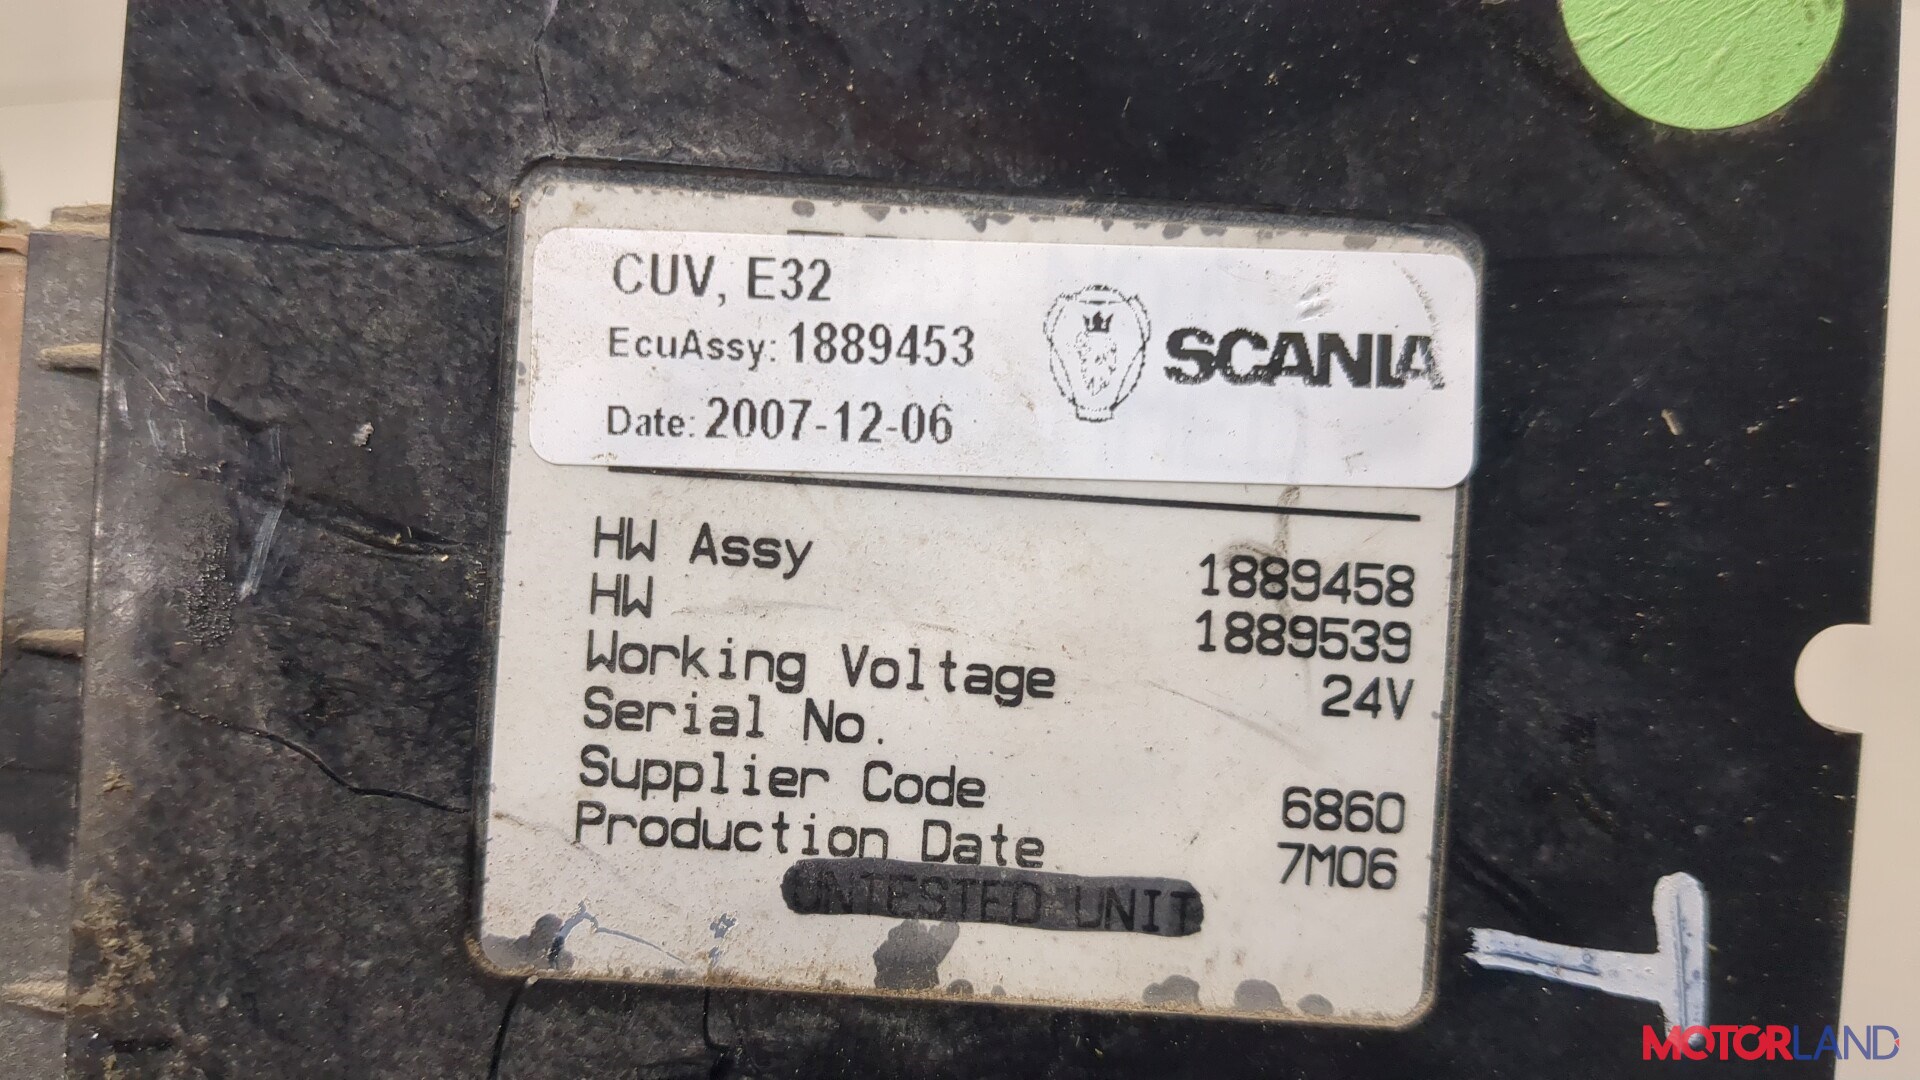 CUV, E32
EcuAssy: 1889453
Date: 2007-12-06
SCANIA
HW Assy 1889458
HW 1889539
Working Voltage 24V
Serial No.
Supplier Code 6860
Production Date 7M06
UNTESTED UNIT
MOTORLAND